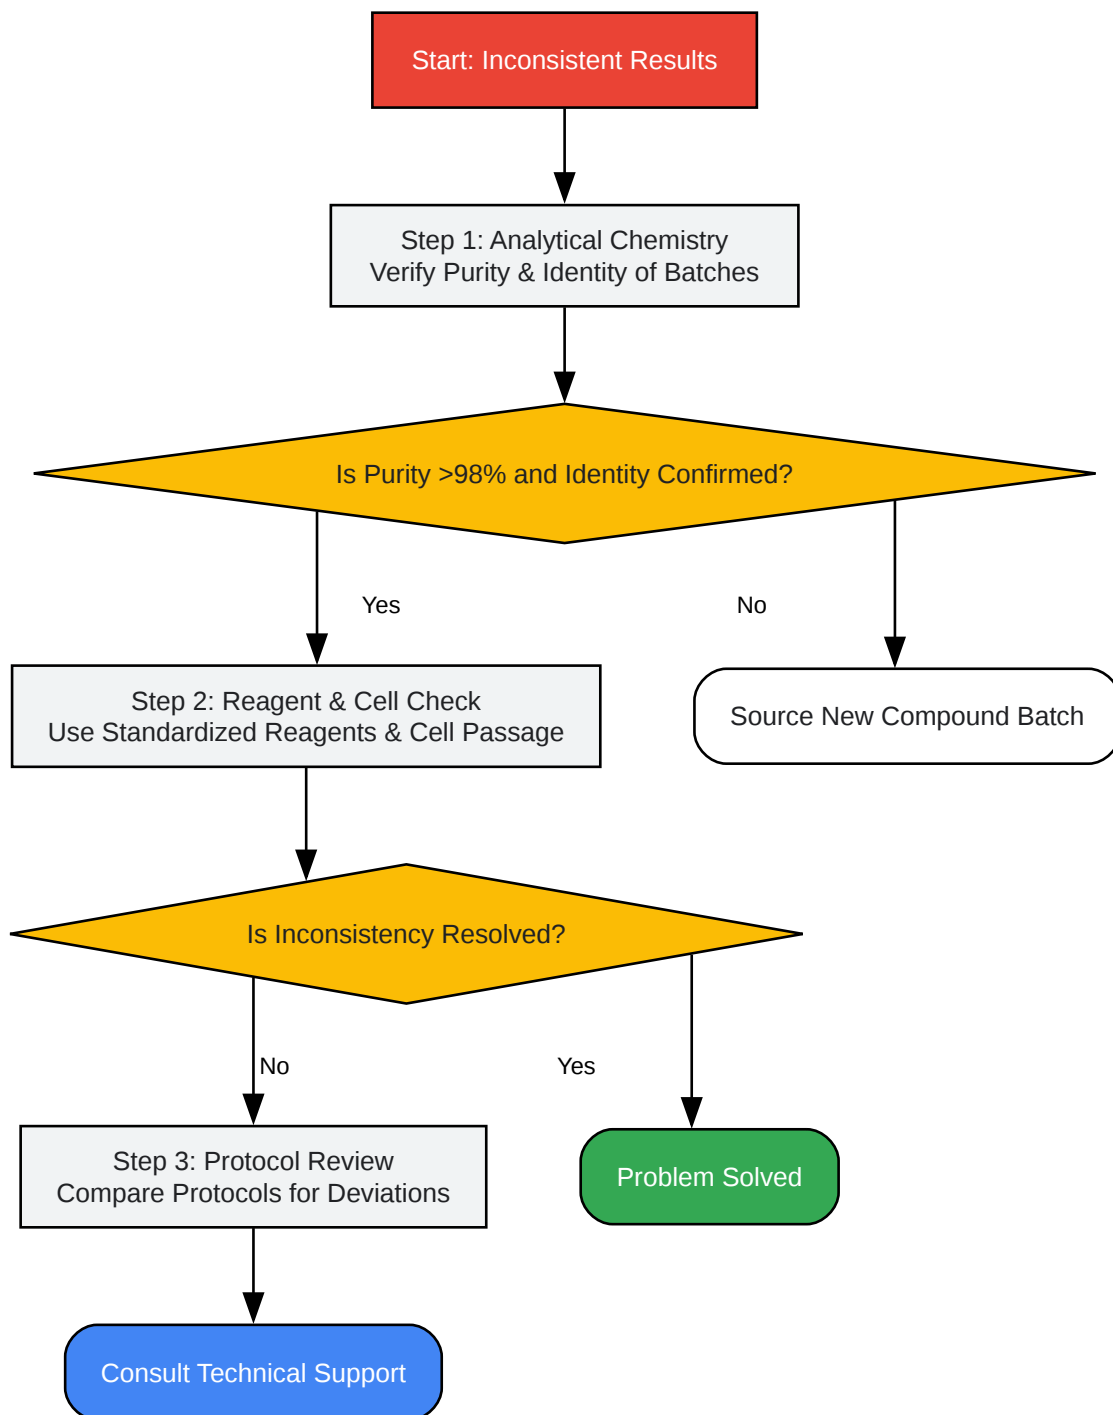 Start: Inconsistent Results
Step 1: Analytical Chemistry
Verify Purity & Identity of Batches
Is Purity >98% and Identity Confirmed?
Yes
No
Step 2: Reagent & Cell Check
Use Standardized Reagents & Cell Passage
Source New Compound Batch
Is Inconsistency Resolved?
No
Yes
Step 3: Protocol Review
Compare Protocols for Deviations
Problem Solved
Consult Technical Support